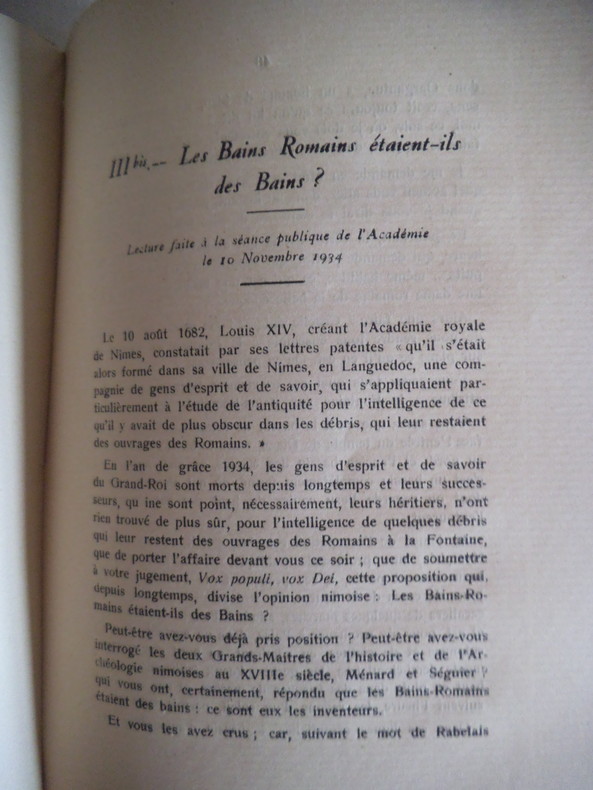 III bis.-- Les Bains Romains étaient-ils
des Bains ?
Lecture faite à la séance publique de l'Académie
le 10 Novembre 1934
Le 10 août 1682, Louis XIV, créant l'Académie royale
de Nimes, constatait par ses lettres patentes « qu'il s'était
alors formé dans sa ville de Nimes, en Languedoc, une com-
pagnie de gens d'esprit et de savoir, qui s'appliquaient par-
ticulièrement à l'étude de l'antiquité pour l'intelligence de ce
qu'il y avait de plus obscur dans les débris, qui leur restaient
des ouvrages des Romains. »
En l'an de grâce 1934, les gens d'esprit et de savoir
du Grand-Roi sont morts depuis longtemps et leurs succes-
seurs, qu ine sont point, nécessairement, leurs héritiers, n'ont
rien trouvé de plus sûr, pour l'intelligence de quelques débris
qui leur restent des ouvrages des Romains à la Fontaine,
que de porter l'affaire devant vous ce soir ; que de soumettre
à votre jugement, Vox populi, vox Dei, cette proposition qui,
depuis longtemps, divise l'opinion nimoise : Les Bains-Ro-
mains étaient-ils des Bains ?
Peut-être avez-vous déjà pris position ? Peut-être avez-vous
interrogé les deux Grands-Maitres de l'histoire et de l'Ar-
chéologie nimoises au XVIIIe siècle, Ménard et Séguier ?
qui vous ont, certainement, répondu que les Bains-Romains
étaient des bains : ce sont eux les inventeurs.
Et vous les avez crus ; car, suivant le mot de Rabelais